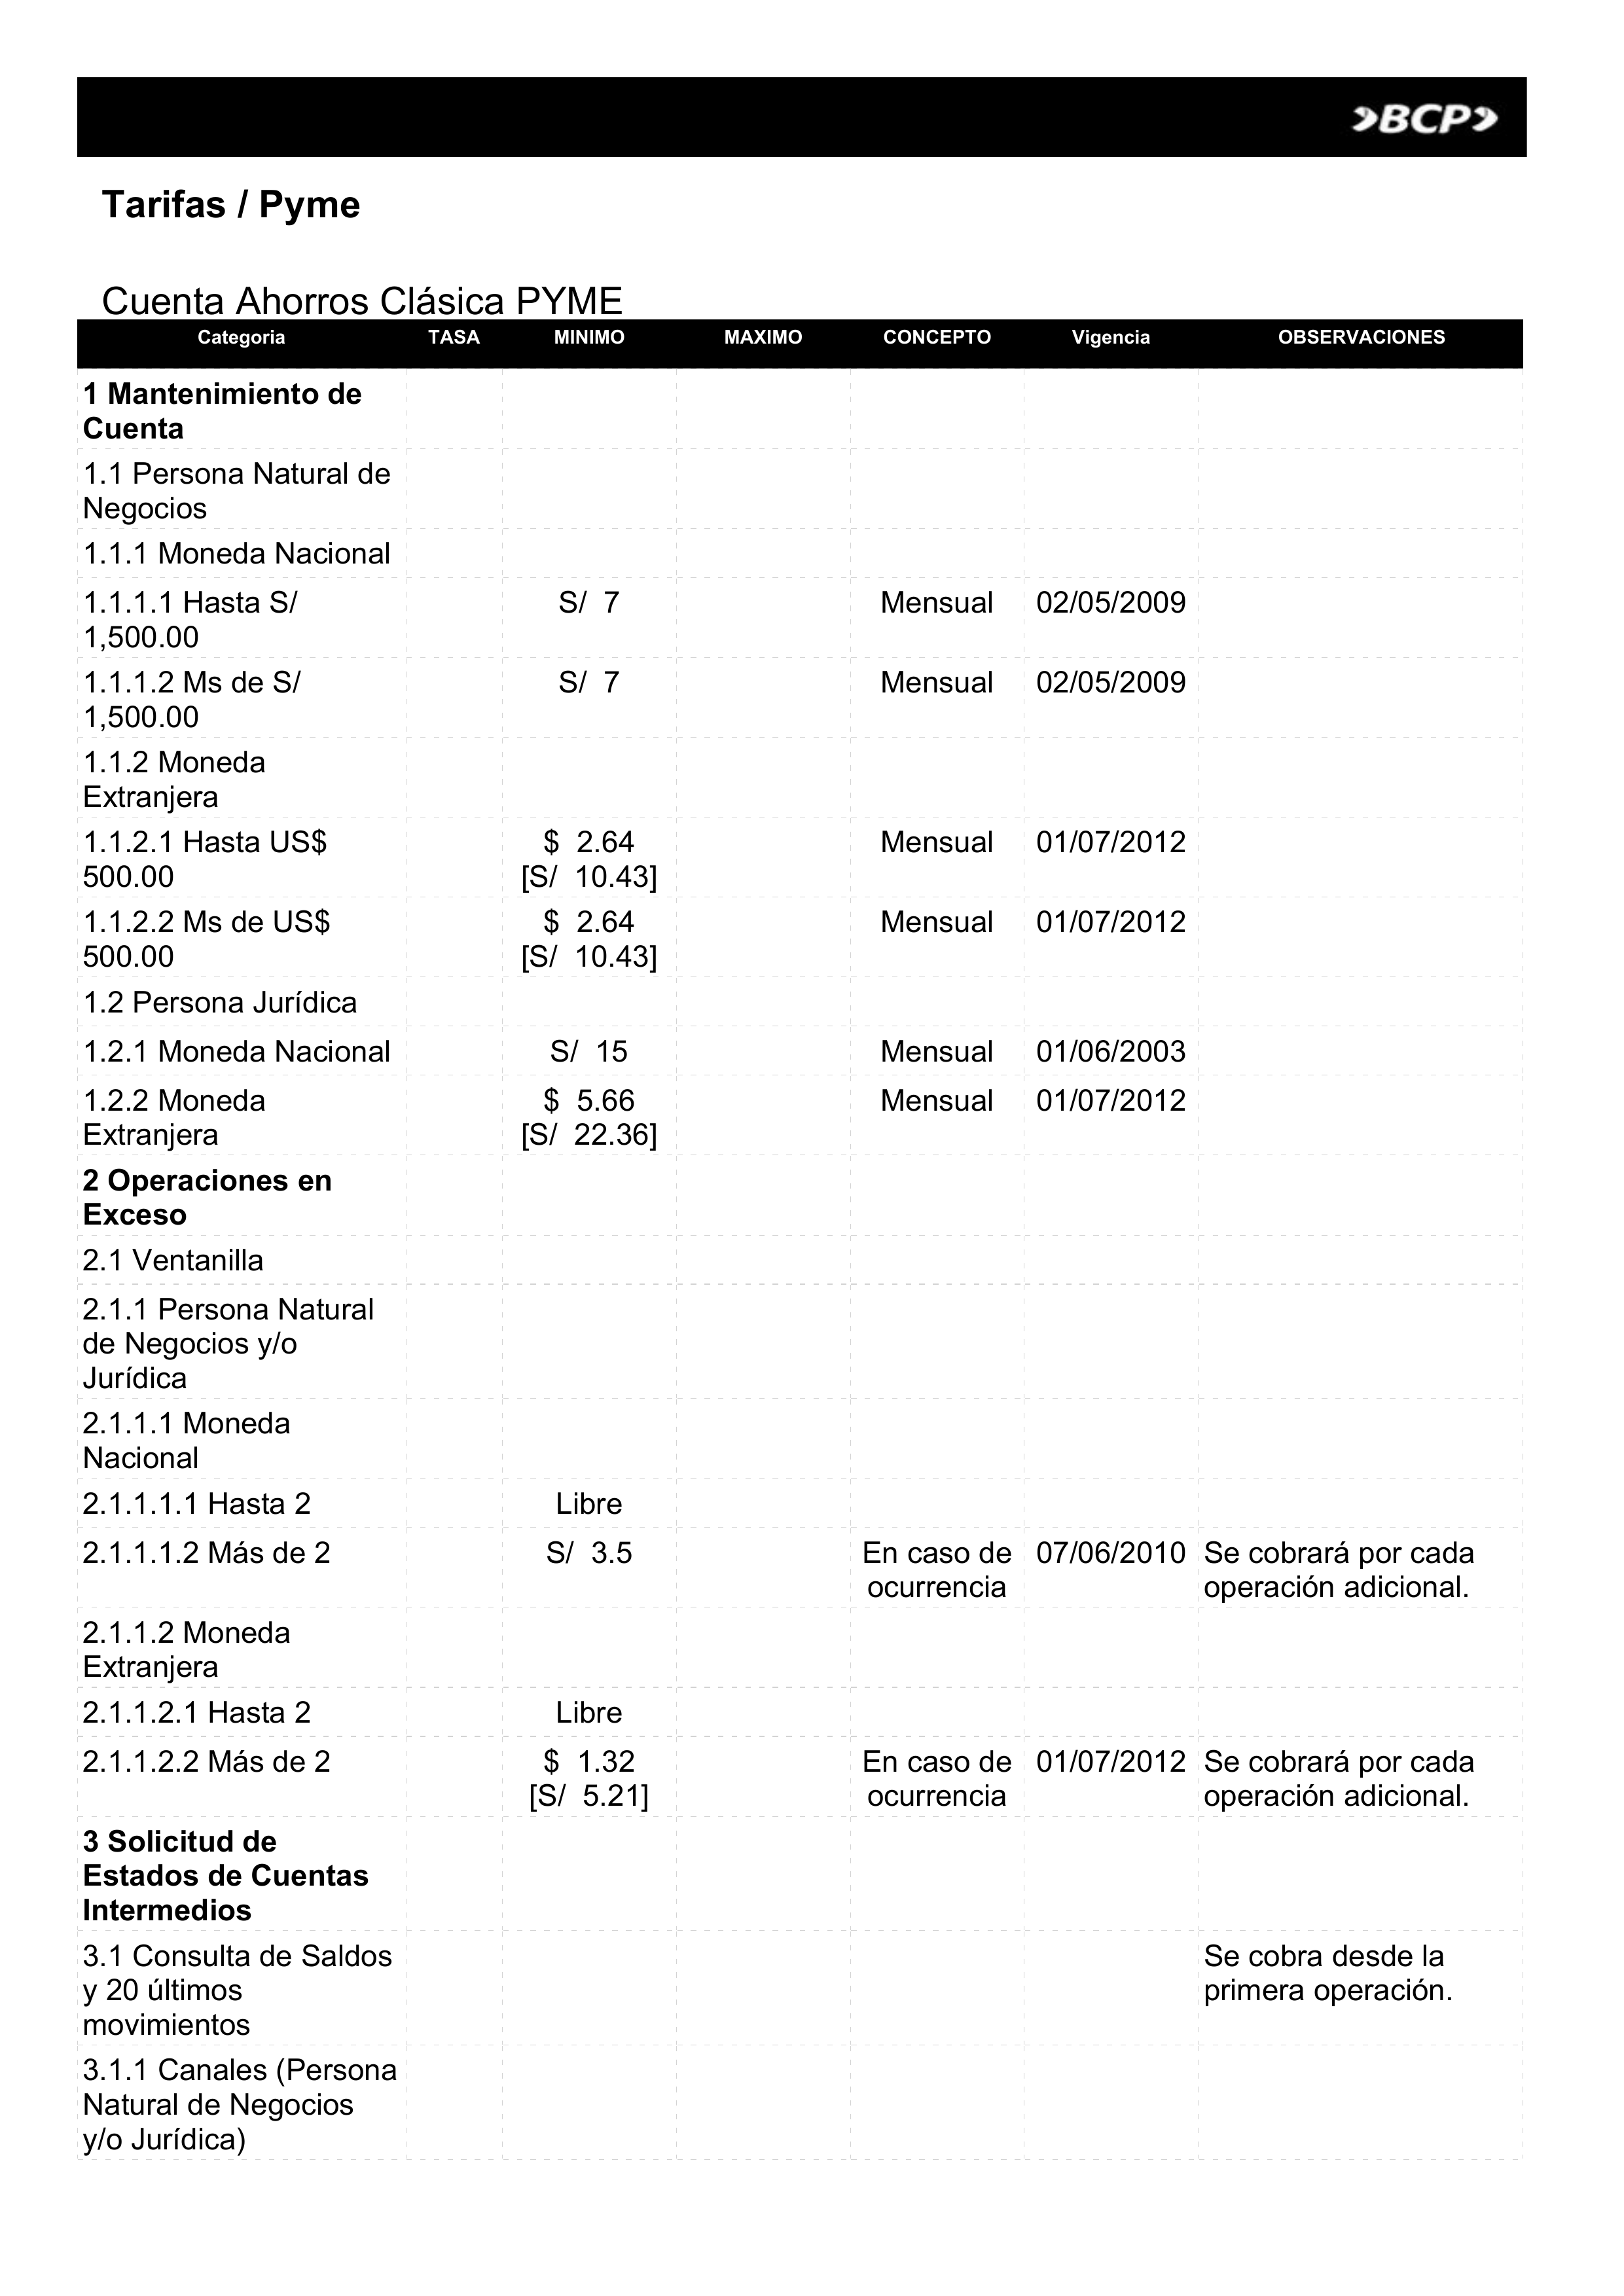 BCP
Tarifas / Pyme
Cuenta Ahorros Clásica PYME
Categoria TASA MINIMO MAXIMO CONCEPTO Vigencia OBSERVACIONES
1 Mantenimiento de
Cuenta
1.1 Persona Natural de
Negocios
1.1.1 Moneda Nacional
1.1.1.1 Hasta S/ S/ 7 Mensual 02/05/2009
1,500.00
1.1.1.2 Ms de S/ S/ 7 Mensual 02/05/2009
1,500.00
1.1.2 Moneda
Extranjera
1.1.2.1 Hasta US$ $ 2.64 Mensual 01/07/2012
500.00 [S/ 10.43]
1.1.2.2 Ms de US$ $ 2.64 Mensual 01/07/2012
500.00 [S/ 10.43]
1.2 Persona Jurídica
1.2.1 Moneda Nacional S/ 15 Mensual 01/06/2003
1.2.2 Moneda $ 5.66 Mensual 01/07/2012
Extranjera [S/ 22.36]
2 Operaciones en
Exceso
2.1 Ventanilla
2.1.1 Persona Natural
de Negocios y/o
Jurídica
2.1.1.1 Moneda
Nacional
2.1.1.1.1 Hasta 2 Libre
2.1.1.1.2 Más de 2 S/ 3.5 En caso de 07/06/2010 Se cobrará por cada
ocurrencia operación adicional.
2.1.1.2 Moneda
Extranjera
2.1.1.2.1 Hasta 2 Libre
2.1.1.2.2 Más de 2 $ 1.32 En caso de 01/07/2012 Se cobrará por cada
[S/ 5.21] ocurrencia operación adicional.
3 Solicitud de
Estados de Cuentas
Intermedios
3.1 Consulta de Saldos Se cobra desde la
y 20 últimos primera operación.
movimientos
3.1.1 Canales (Persona
Natural de Negocios
y/o Jurídica)